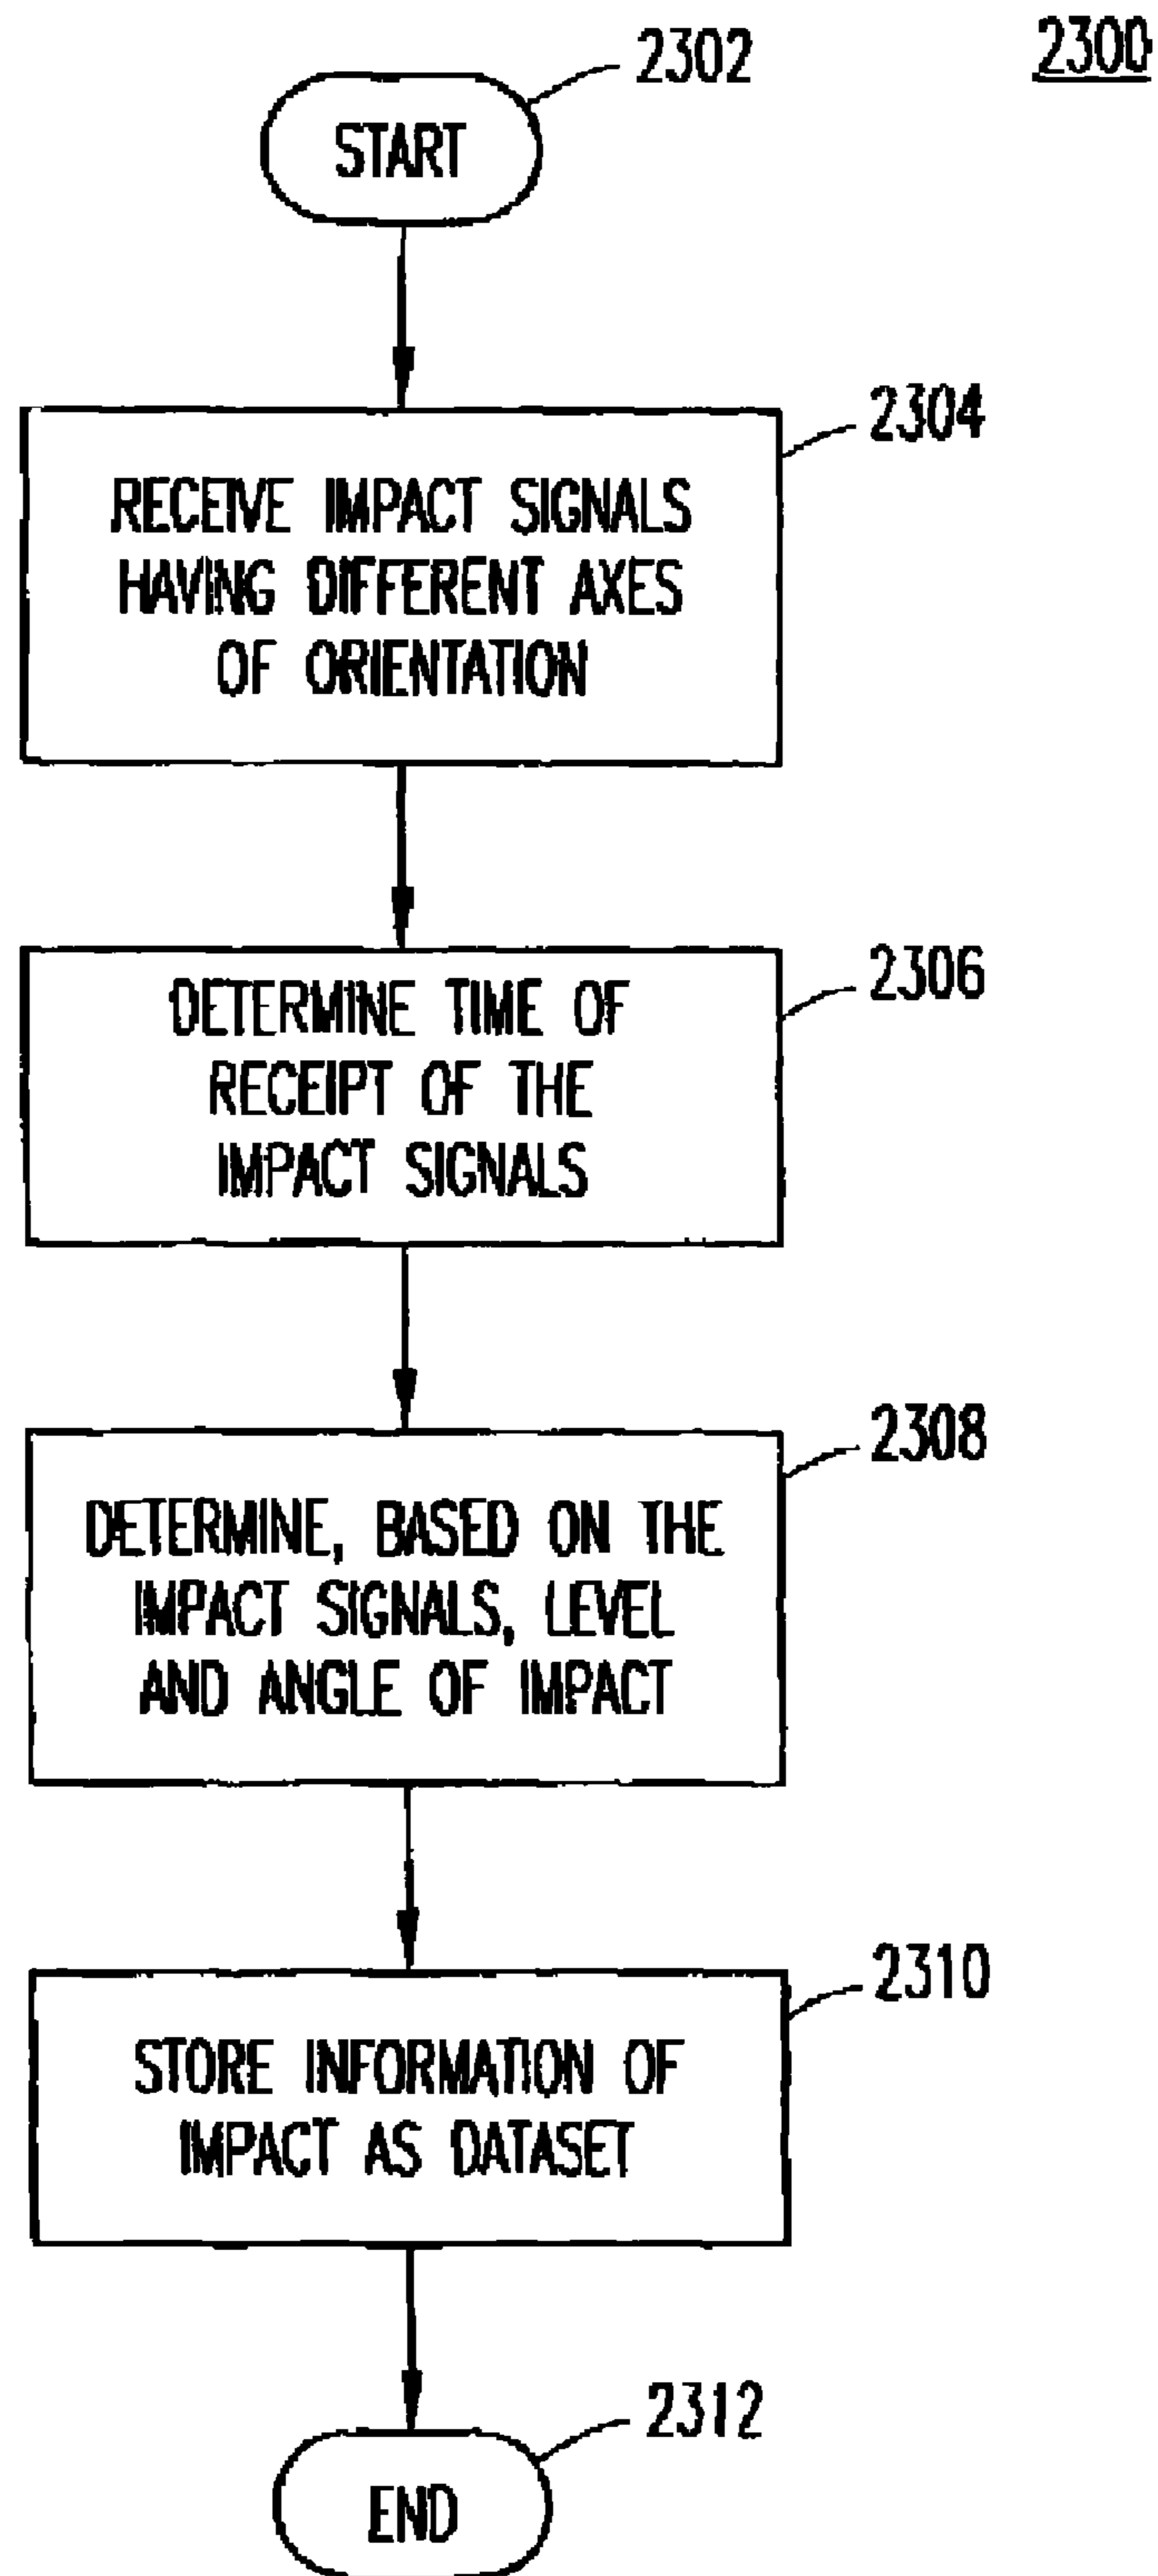 2300
2302
START
2304
RECEIVE IMPACT SIGNALS
HAVING DIFFERENT AXES
OF ORIENTATION
2306
DETERMINE TIME OF
RECEIPT OF THE
IMPACT SIGNALS
2308
DETERMINE, BASED ON THE
IMPACT SIGNALS, LEVEL
AND ANGLE OF IMPACT
2310
STORE INFORMATION OF
IMPACT AS DATASET
2312
END